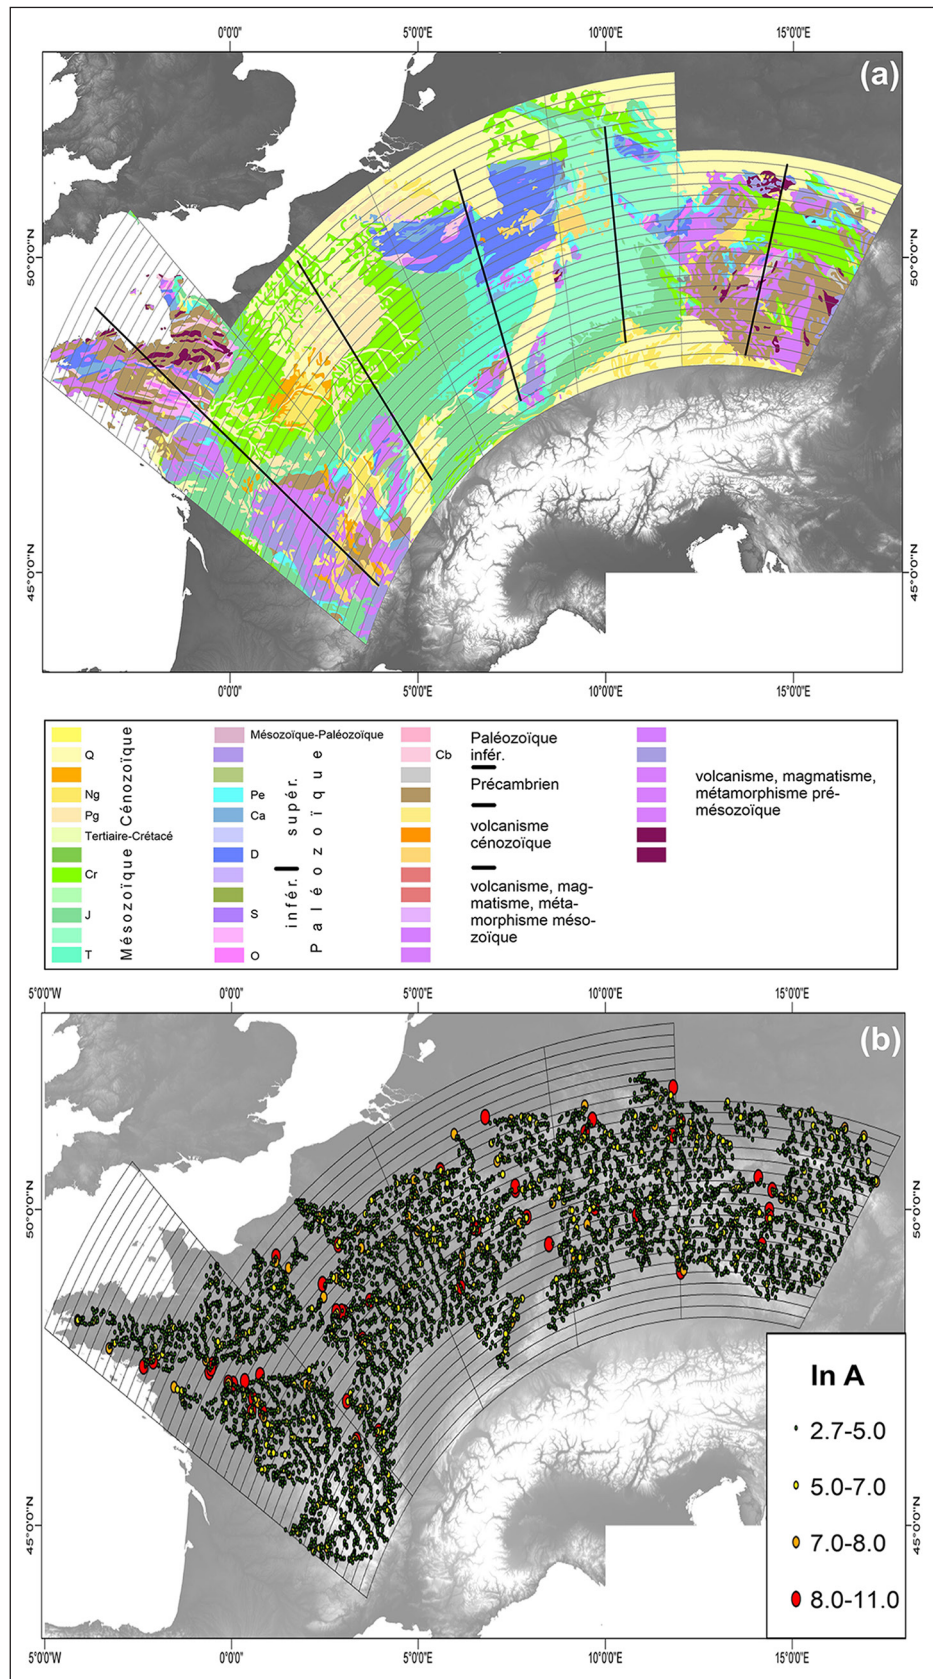 0°0'0"
5°0'0"E
10°0'0"E
15°0'0"E
(a)
50°0'0"N
50°0'0"N
45°0'0"N
45°0'0"N
0°0'0"
5°0'0"E
10°0'0"E
15°0'0"E
Q
Ng
Pg
Tertiaire-Crétacé
Cr
J
T
Cénozoïque
Mésozoïque
Mésozoïque-Paléozoïque
Pe
Ca
D
S
O
supér.
infér.
Paléozoïque
Cb
Paléozoïque
infér.
Précambrien
volcanisme
cénozoïque
volcanisme, mag-
matisme, méta-
morphisme méso-
zoïque
volcanisme, magmatisme,
métamorphisme pré-
mésozoïque
5°0'0"W
0°0'0"E
5°0'0"E
10°0'0"E
15°0'0"E
(b)
50°0'0"N
50°0'0"N
45°0'0"N
45°0'0"N
ln A
2.7-5.0
5.0-7.0
7.0-8.0
8.0-11.0
5°0'0"W
0°0'0"E
5°0'0"E
10°0'0"E
15°0'0"E